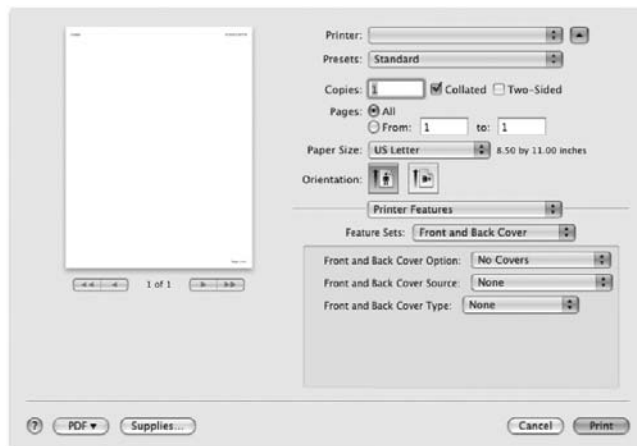 Printer:
Presets: Standard
Copies: 1 Collated Two-Sided
Pages: All
From: 1 to: 1
Paper Size: US Letter 8.50 by 11.00 inches
Orientation:
Printer Features
Feature Sets: Front and Back Cover
Front and Back Cover Option: No Covers
Front and Back Cover Source: None
Front and Back Cover Type: None
1 of 1
? PDF Supplies... Cancel Print